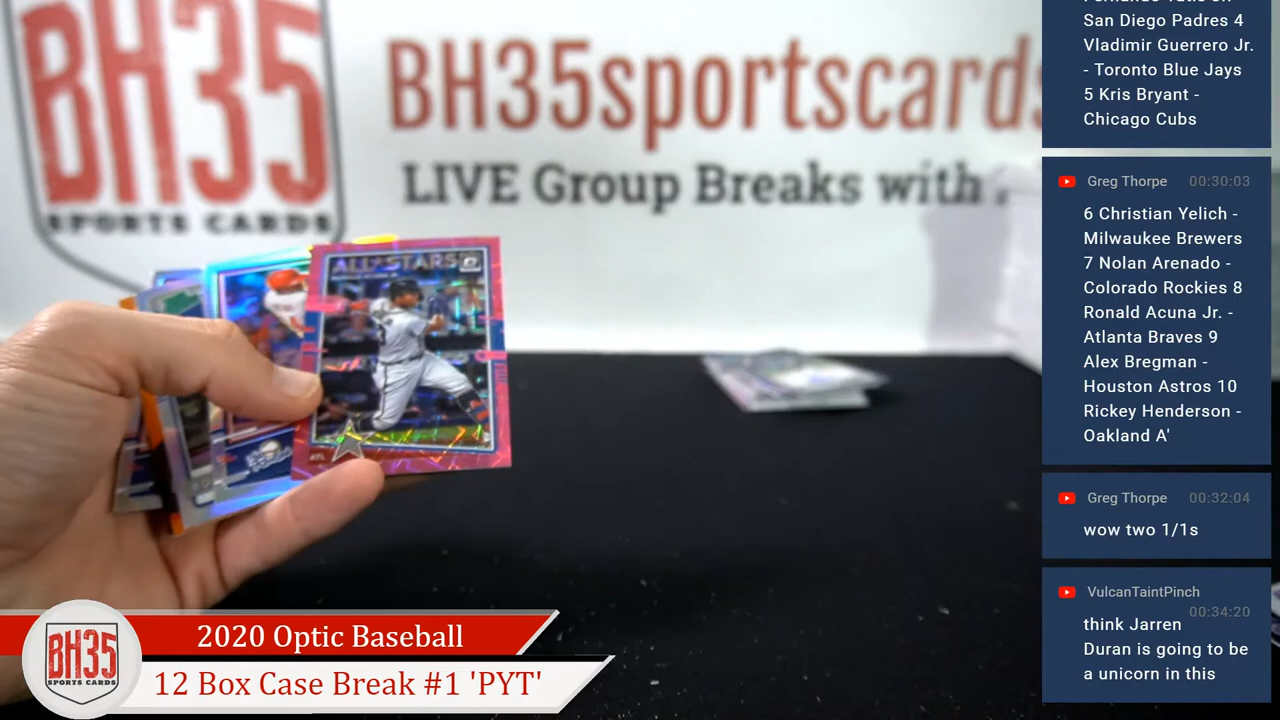 BH35
SPORTS CARDS
BH35sportscards
LIVE Group Breaks with
ALL★STARS
ATL
2020 Optic Baseball
12 Box Case Break #1 'PYT'
BH35
SPORTS CARDS
San Diego Padres 4
Vladimir Guerrero Jr.
- Toronto Blue Jays
5 Kris Bryant -
Chicago Cubs
Greg Thorpe 00:30:03
6 Christian Yelich -
Milwaukee Brewers
7 Nolan Arenado -
Colorado Rockies 8
Ronald Acuna Jr. -
Atlanta Braves 9
Alex Bregman -
Houston Astros 10
Rickey Henderson -
Oakland A'
Greg Thorpe 00:32:04
wow two 1/1s
VulcanTaintPinch
00:34:20
think Jarren
Duran is going to be
a unicorn in this